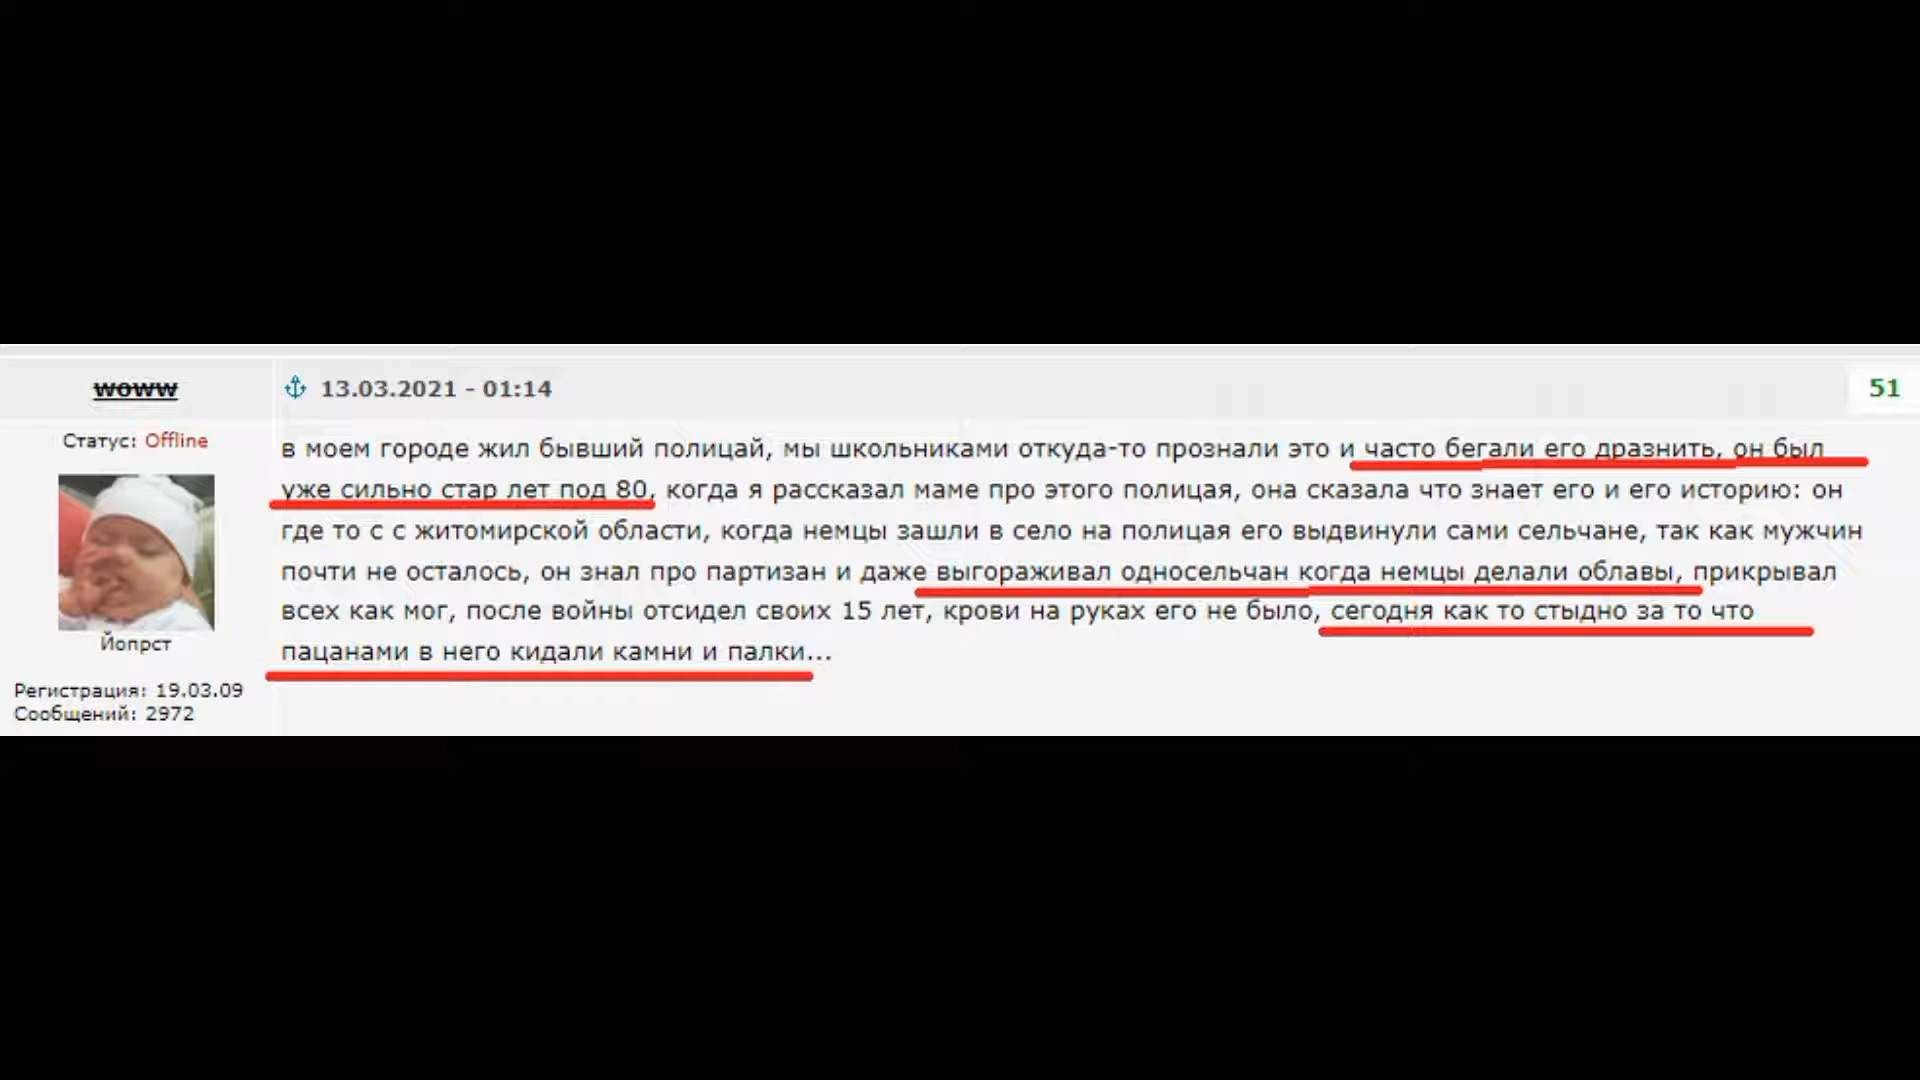 woww
13.03.2021 - 01:14
51
Статус: Offline
Йопрст
Регистрация: 19.03.09
Сообщений: 2972
в моем городе жил бывший полицай, мы школьниками откуда-то прознали это и часто бегали его дразнить, он был
уже сильно стар лет под 80, когда я рассказал маме про этого полицая, она сказала что знает его и его историю: он
где то с с житомирской области, когда немцы зашли в село на полицая его выдвинули сами сельчане, так как мужчин
почти не осталось, он знал про партизан и даже выгораживал односельчан когда немцы делали облавы, прикрывал
всех как мог, после войны отсидел своих 15 лет, крови на руках его не было, сегодня как то стыдно за то что
пацанами в него кидали камни и палки...